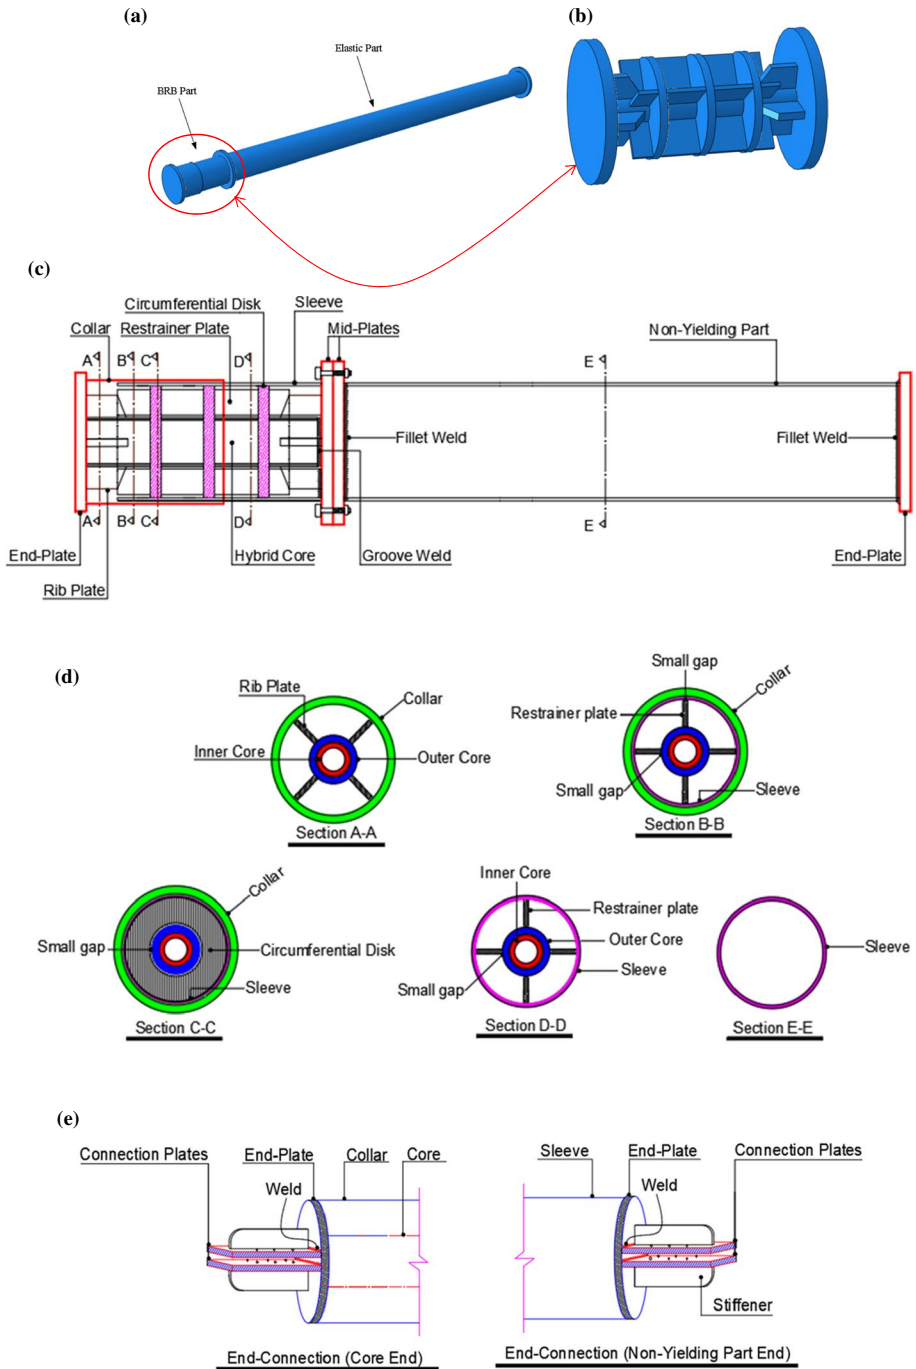 (a)
(b)
Elastic Part
BRB Part
(c)
Circumferential Disk
Sleeve
Collar
Restrainer Plate
Mid-Plates
Non-Yielding Part
A
B
C
D
E
Fillet Weld
Fillet Weld
A
B
C
D
E
End-Plate
Hybrid Core
Groove Weld
End-Plate
Rib Plate
(d)
Small gap
Rib Plate
Collar
Collar
Restrainer plate
Inner Core
Outer Core
Small gap
Sleeve
Section A-A
Section B-B
Inner Core
Collar
Restrainer plate
Small gap
Circumferential Disk
Outer Core
Sleeve
Sleeve
Small gap
Sleeve
Section C-C
Section D-D
Section E-E
(e)
Connection Plates
End-Plate
Collar
Core
Sleeve
End-Plate
Connection Plates
Weld
Weld
Stiffener
End-Connection (Core End)
End-Connection (Non-Yielding Part End)